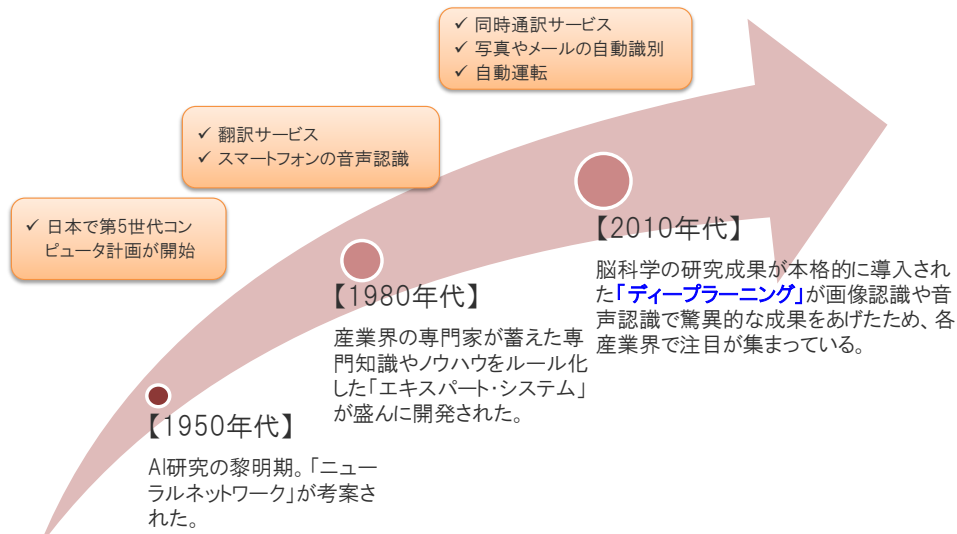 ✓ 同時通訳サービス
✓ 写真やメールの自動識別
✓ 自動運転
✓ 翻訳サービス
✓ スマートフォンの音声認識
✓ 日本で第5世代コン
ピュータ計画が開始
【2010年代】
脳科学の研究成果が本格的に導入され
た「ディープラーニング」が画像認識や音
声認識で驚異的な成果をあげたため、各
産業界で注目が集まっている。
【1980年代】
産業界の専門家が蓄えた専
門知識やノウハウをルール化
した「エキスパート・システム」
が盛んに開発された。
【1950年代】
AI研究の黎明期。「ニュー
ラルネットワーク」が考案さ
れた。